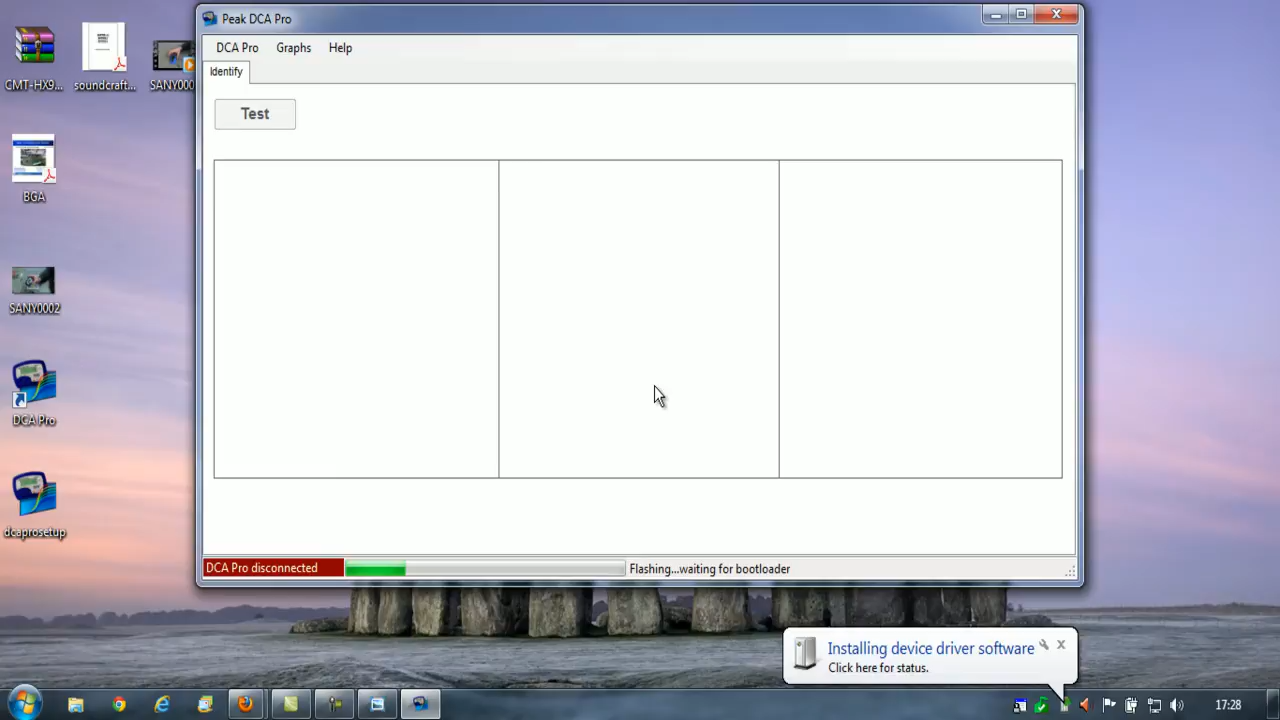 Peak DCA Pro
DCA Pro Graphs Help
Identify
Test
CMT-HX9...
soundcraft...
SANY000
BGA
SANY0002
DCA Pro
dcaprosetup
DCA Pro disconnected
Flashing...waiting for bootloader
Installing device driver software
Click here for status.
17:28